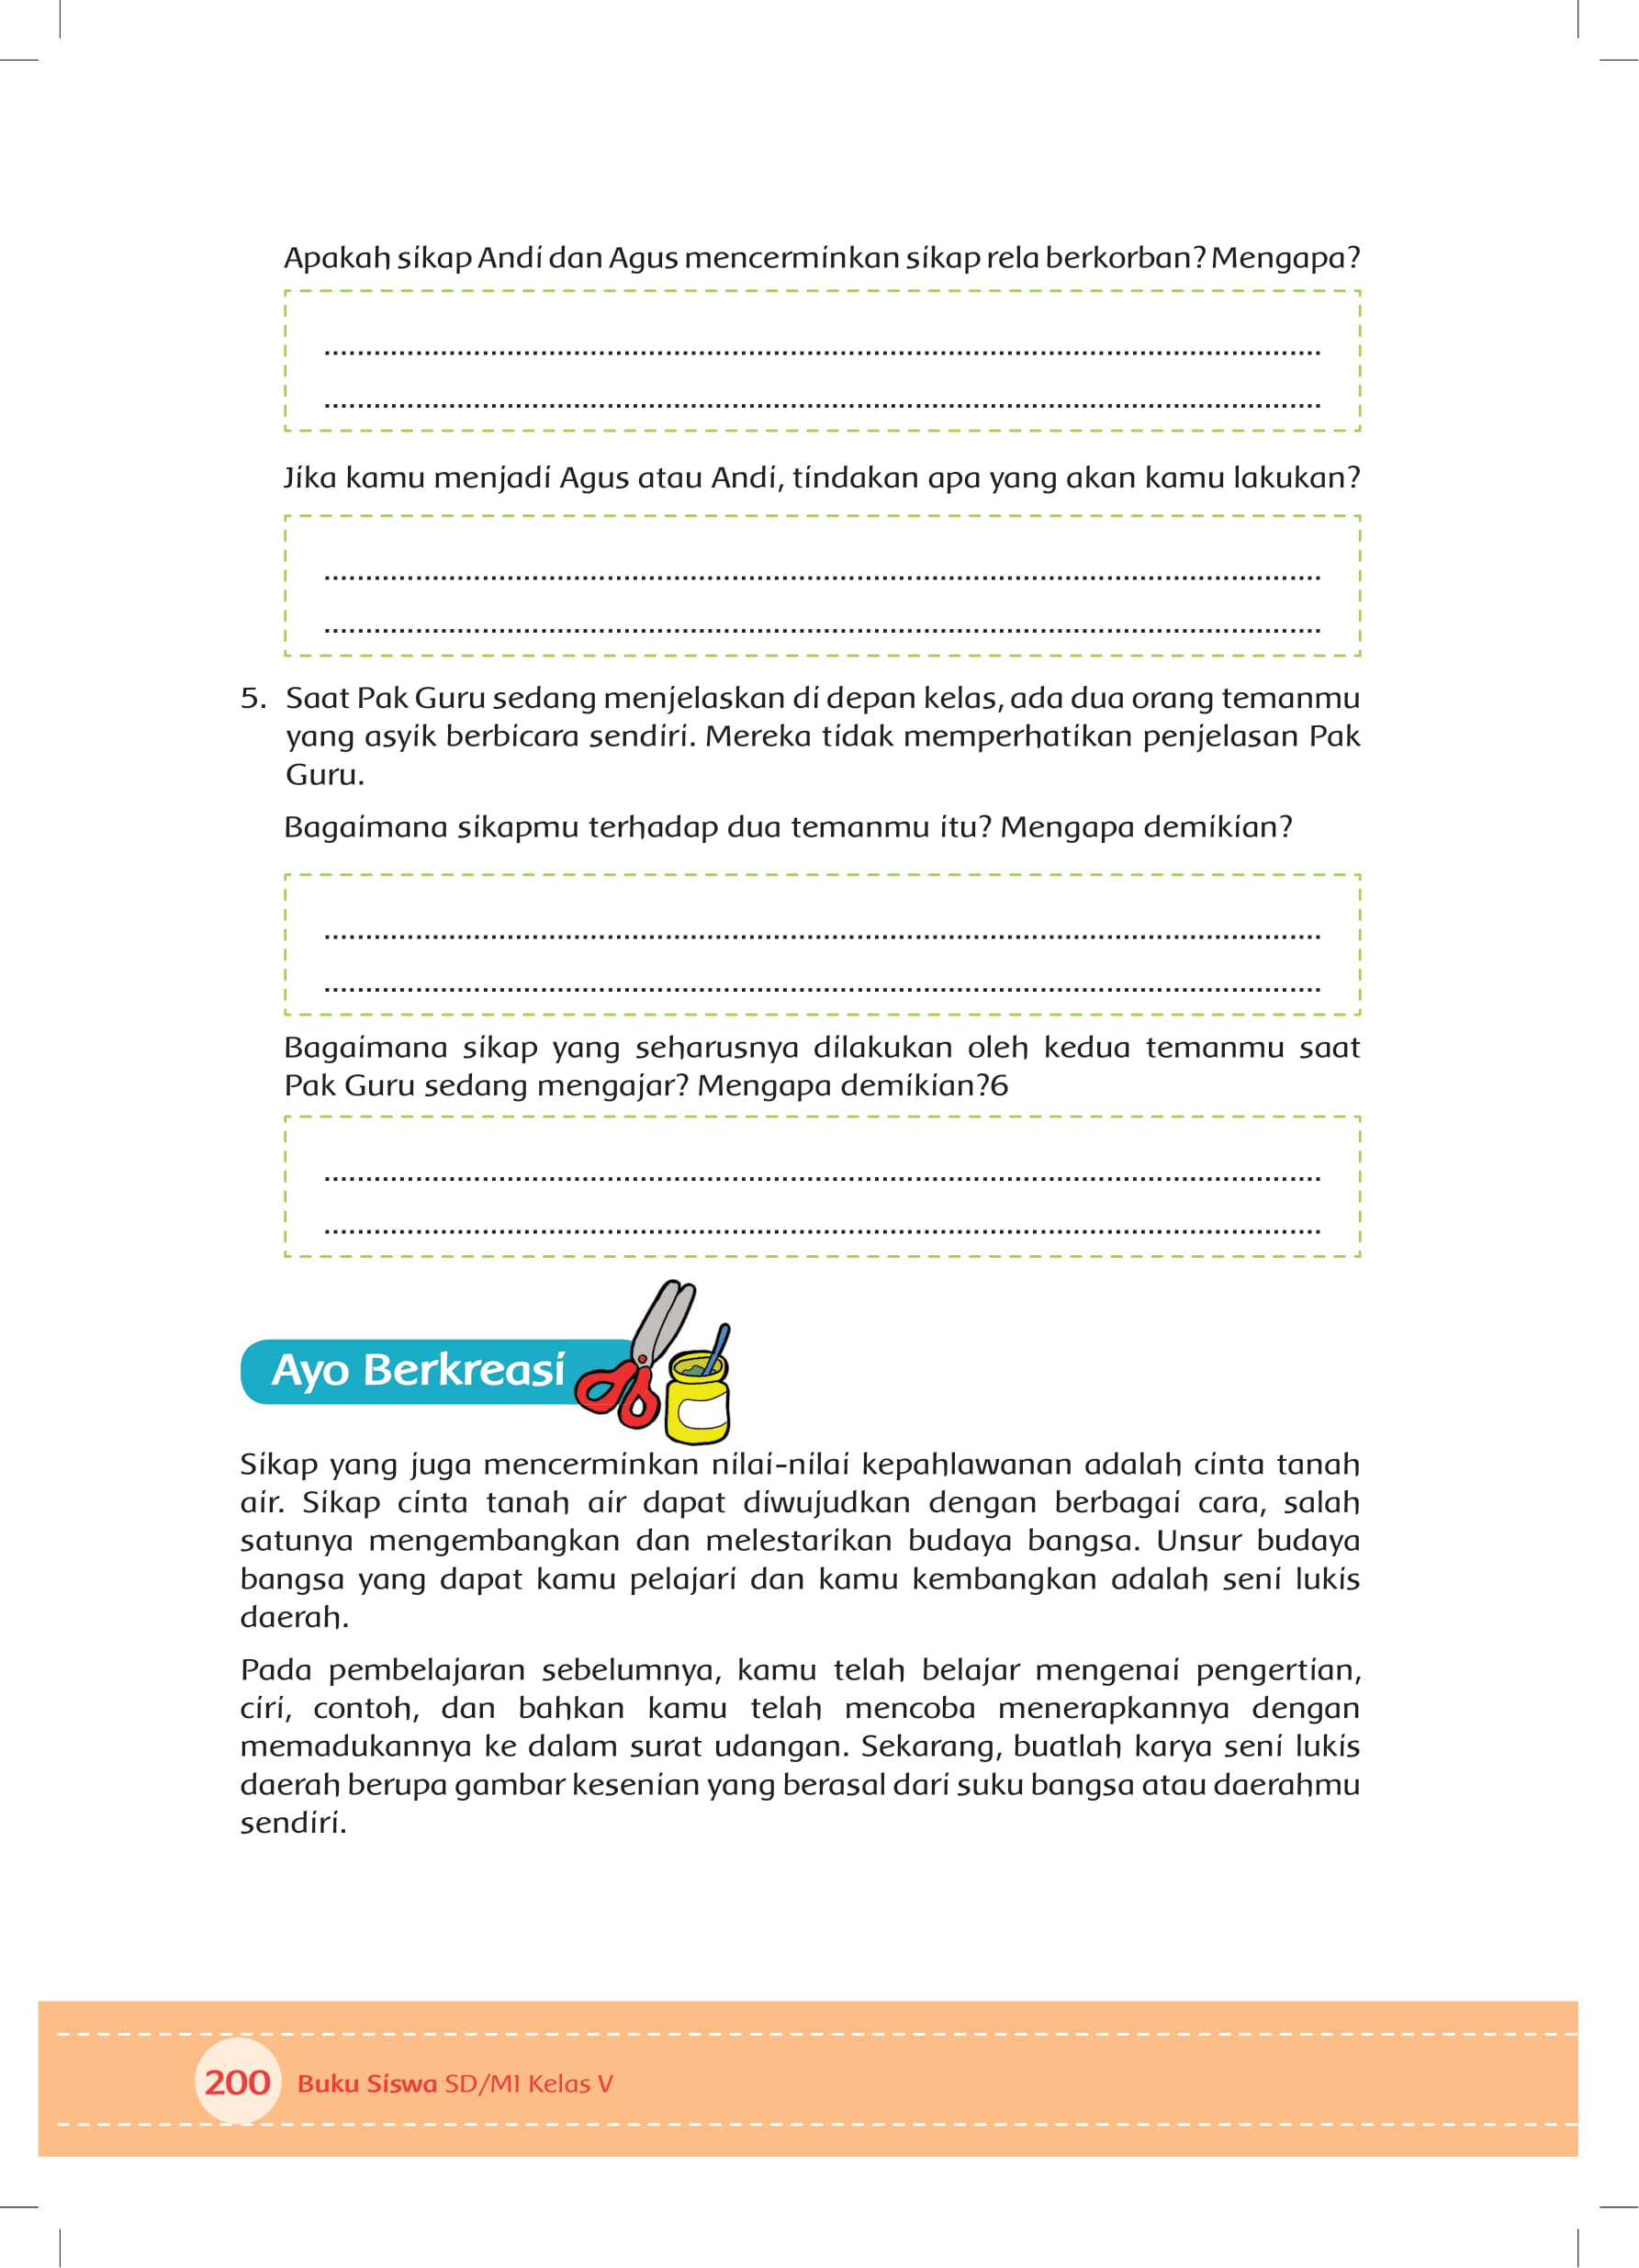 Apakah sikap Andi dan Agus mencerminkan sikap rela berkorban? Mengapa?
Jika kamu menjadi Agus atau Andi, tindakan apa yang akan kamu lakukan?
5. Saat Pak Guru sedang menjelaskan di depan kelas, ada dua orang temanmu
yang asyik berbicara sendiri. Mereka tidak memperhatikan penjelasan Pak
Guru.
Bagaimana sikapmu terhadap dua temanmu itu? Mengapa demikian?
Bagaimana sikap yang seharusnya dilakukan oleh kedua temanmu saat
Pak Guru sedang mengajar? Mengapa demikian?6
Ayo Berkreasi
Sikap yang juga mencerminkan nilai-nilai kepahlawanan adalah cinta tanah
air. Sikap cinta tanah air dapat diwujudkan dengan berbagai cara, salah
satunya mengembangkan dan melestarikan budaya bangsa. Unsur budaya
bangsa yang dapat kamu pelajari dan kamu kembangkan adalah seni lukis
daerah.
Pada pembelajaran sebelumnya, kamu telah belajar mengenai pengertian,
ciri, contoh, dan bahkan kamu telah mencoba menerapkannya dengan
memadukannya ke dalam surat udangan. Sekarang, buatlah karya seni lukis
daerah berupa gambar kesenian yang berasal dari suku bangsa atau daerahmu
sendiri.
200 Buku Siswa SD/MI Kelas V